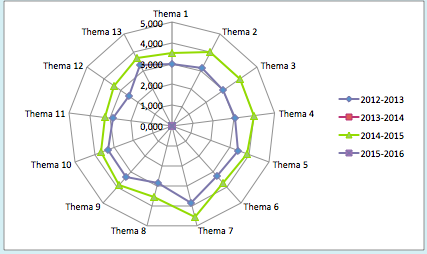 Thema 1
Thema 2
Thema 3
Thema 4
Thema 5
Thema 6
Thema 7
Thema 8
Thema 9
Thema 10
Thema 11
Thema 12
Thema 13
5,000
4,000
3,000
2,000
1,000
0,000
2012-2013
2013-2014
2014-2015
2015-2016